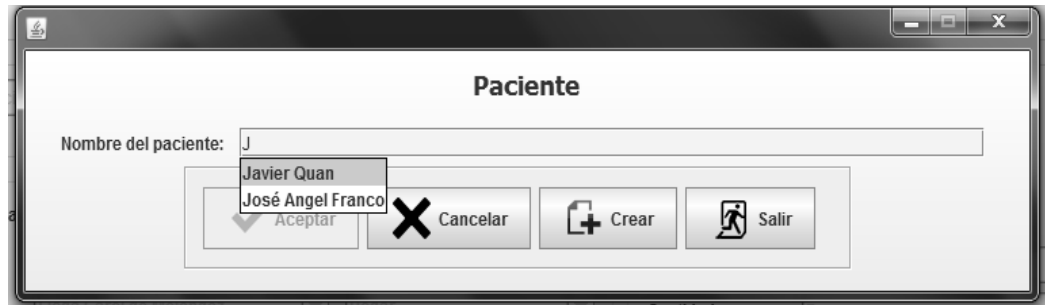 Paciente
Nombre del paciente: J
Javier Quan
José Angel Franco
Aceptar Cancelar Crear Salir